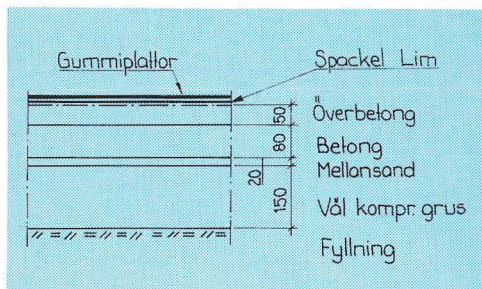 Gummiplattor
Spackel Lim
50
Överbetong
80
Betong
20
Mellansand
150
Väl kompr. grus
Fyllning